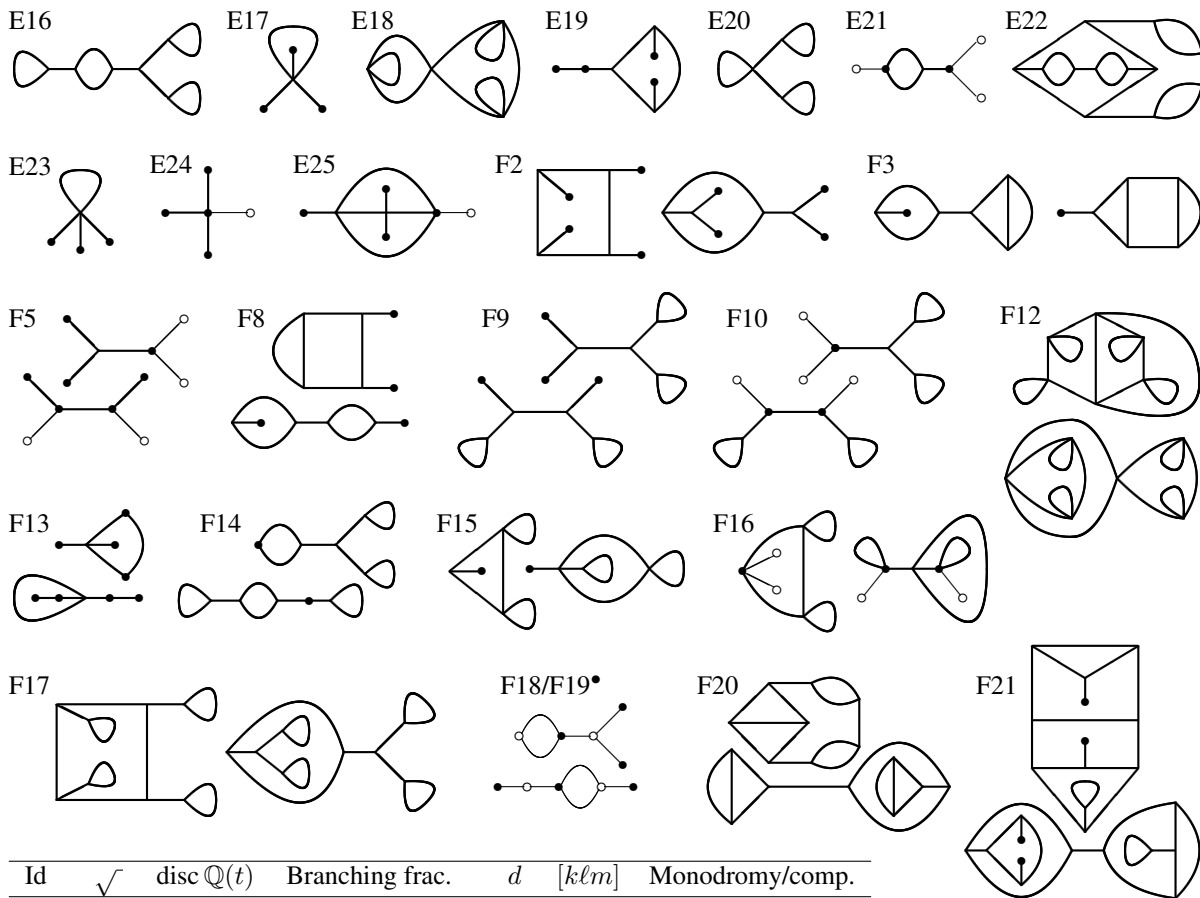 E16 E17 E18 E19 E20 E21 E22
E23 E24 E25 F2 F3
F5 F8 F9 F10 F12
F13 F14 F15 F16
F17 F18/F19• F20 F21
Id √ disc ℚ(t) Branching frac. d [kℓm] Monodromy/comp.